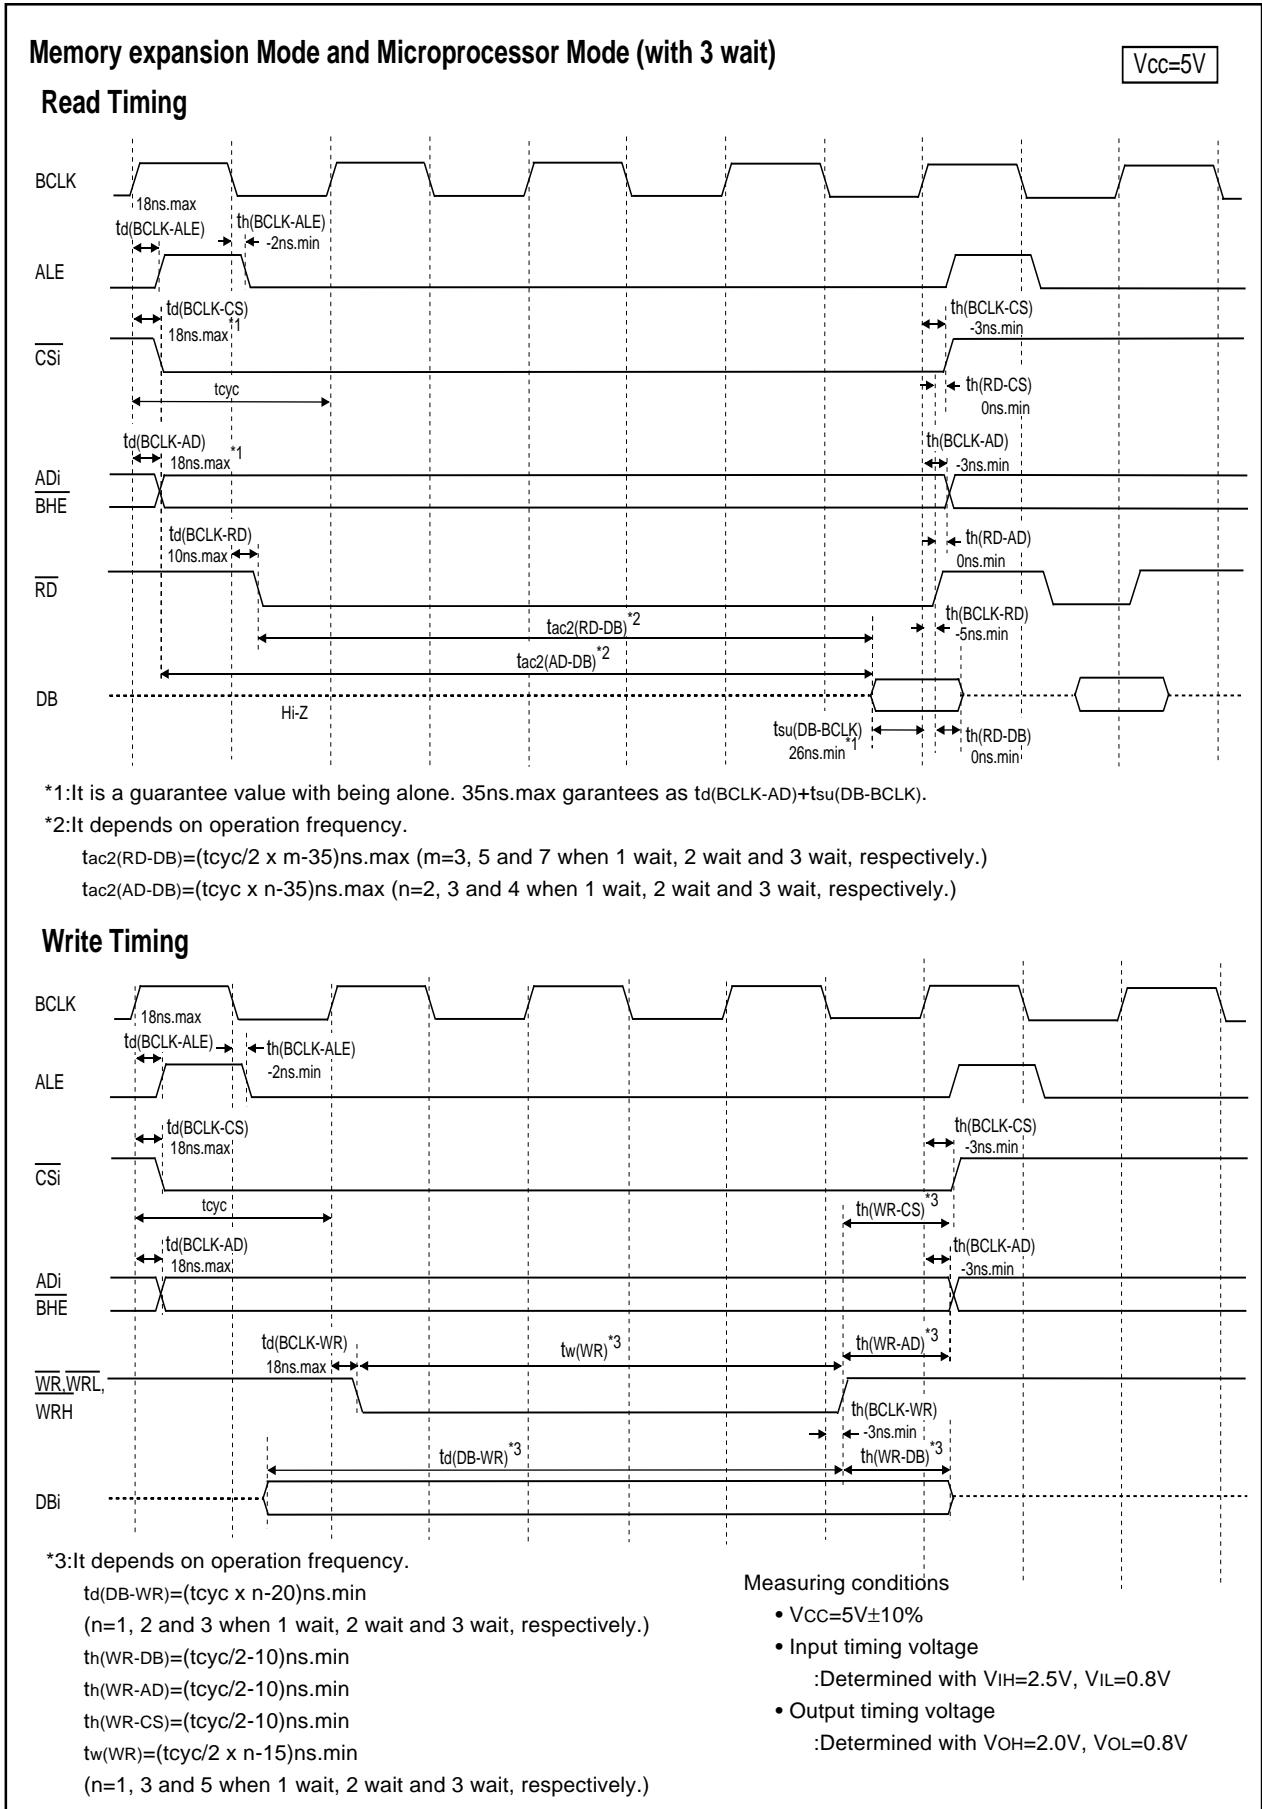 Memory expansion Mode and Microprocessor Mode (with 3 wait)
Vcc=5V
Read Timing
BCLK
18ns.max
td(BCLK-ALE)
th(BCLK-ALE)
-2ns.min
ALE
td(BCLK-CS)
18ns.max*1
th(BCLK-CS)
-3ns.min
CSi
tcyc
th(RD-CS)
0ns.min
td(BCLK-AD)
18ns.max*1
th(BCLK-AD)
-3ns.min
ADi
BHE
td(BCLK-RD)
10ns.max
th(RD-AD)
0ns.min
RD
th(BCLK-RD)
-5ns.min
tac2(RD-DB)*2
tac2(AD-DB)*2
DB
Hi-Z
tsu(DB-BCLK)
26ns.min*1
th(RD-DB)
0ns.min
*1:It is a guarantee value with being alone. 35ns.max garantees as td(BCLK-AD)+tsu(DB-BCLK).
*2:It depends on operation frequency.
tac2(RD-DB)=(tcyc/2 x m-35)ns.max (m=3, 5 and 7 when 1 wait, 2 wait and 3 wait, respectively.)
tac2(AD-DB)=(tcyc x n-35)ns.max (n=2, 3 and 4 when 1 wait, 2 wait and 3 wait, respectively.)
Write Timing
BCLK
18ns.max
td(BCLK-ALE)
th(BCLK-ALE)
-2ns.min
ALE
td(BCLK-CS)
18ns.max
th(BCLK-CS)
-3ns.min
CSi
tcyc
th(WR-CS)*3
td(BCLK-AD)
18ns.max
th(BCLK-AD)
-3ns.min
ADi
BHE
td(BCLK-WR)
18ns.max
tw(WR)*3
th(WR-AD)*3
WR,WRL,
WRH
th(BCLK-WR)
-3ns.min
td(DB-WR)*3
th(WR-DB)*3
DBi
*3:It depends on operation frequency.
td(DB-WR)=(tcyc x n-20)ns.min
(n=1, 2 and 3 when 1 wait, 2 wait and 3 wait, respectively.)
th(WR-DB)=(tcyc/2-10)ns.min
th(WR-AD)=(tcyc/2-10)ns.min
th(WR-CS)=(tcyc/2-10)ns.min
tw(WR)=(tcyc/2 x n-15)ns.min
(n=1, 3 and 5 when 1 wait, 2 wait and 3 wait, respectively.)
Measuring conditions
• VCC=5V±10%
• Input timing voltage
:Determined with VIH=2.5V, VIL=0.8V
• Output timing voltage
:Determined with VOH=2.0V, VOL=0.8V